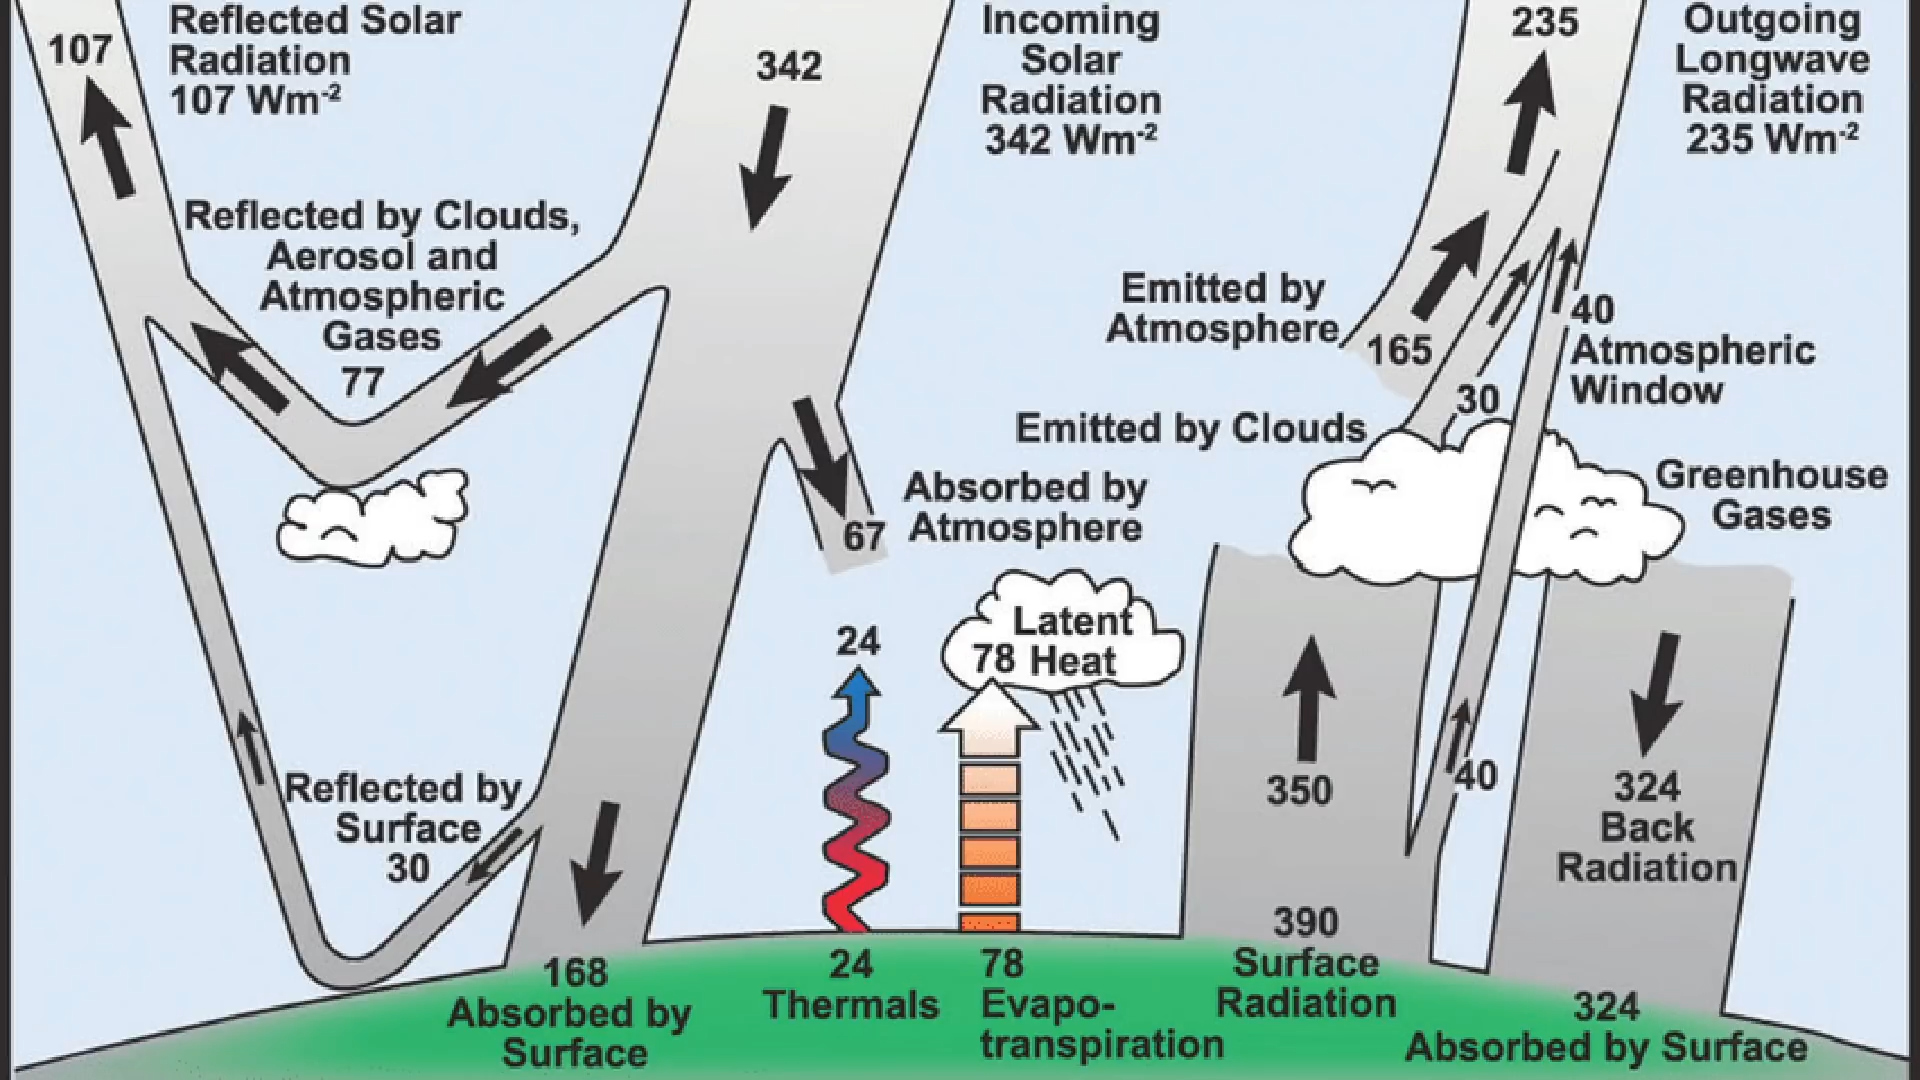 107
Reflected Solar
Radiation
107 Wm-2
342
Incoming
Solar
Radiation
342 Wm-2
235
Outgoing
Longwave
Radiation
235 Wm-2
Reflected by Clouds,
Aerosol and
Atmospheric
Gases
77
Emitted by
Atmosphere
165
40
Atmospheric
Window
30
Emitted by Clouds
Absorbed by
Atmosphere
67
Greenhouse
Gases
24
Latent
78 Heat
350
40
324
Back
Radiation
Reflected by
Surface
30
168
Absorbed by
Surface
24
Thermals
78
Evapo-
transpiration
390
Surface
Radiation
324
Absorbed by Surface